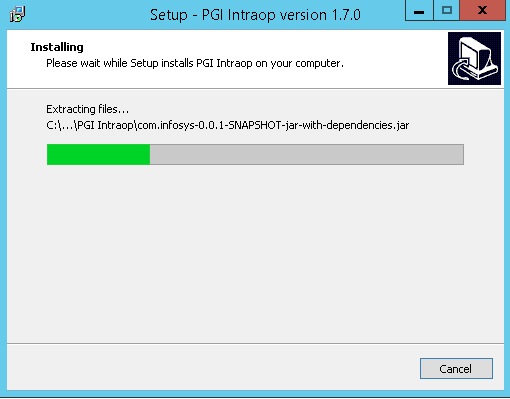 Setup - PGI Intraop version 1.7.0
Installing
Please wait while Setup installs PGI Intraop on your computer.
Extracting files...
C:\...\PGI Intraop\com.infosys-0.0.1-SNAPSHOT-jar-with-dependencies.jar
Cancel